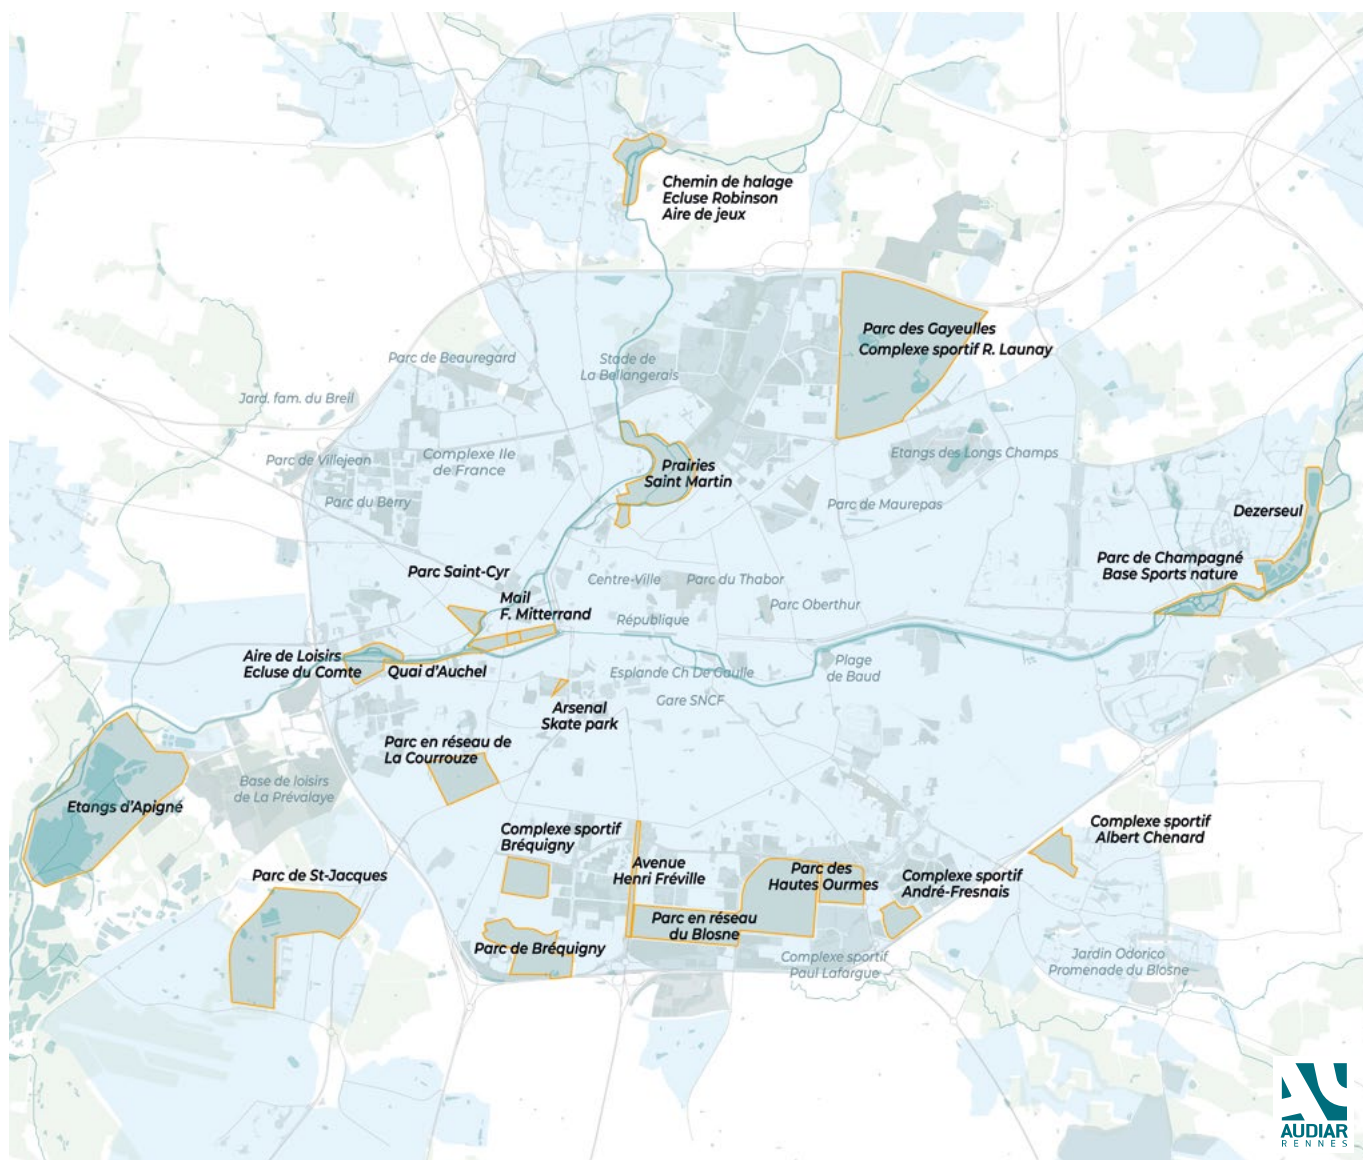 Chemin de halage
Ecluse Robinson
Aire de jeux
Parc des Gayeulles
Complexe sportif R. Launay
Parc de Beauregard
Stade de
La Bellangerais
Jard. fam. du Breil
Parc de Villejean
Complexe Ile
de France
Etangs des Longs Champs
Prairies
Saint Martin
Parc du Berry
Parc de Maurepas
Dezerseul
Parc de Champagné
Base Sports nature
Parc Saint-Cyr
Centre-Ville
Parc du Thabor
Mail
F. Mitterrand
Parc Oberthur
République
Aire de Loisirs
Ecluse du Comte
Quai d'Auchel
Esplande Ch De Gaulle
Plage
de Baud
Gare SNCF
Arsenal
Skate park
Parc en réseau de
La Courrouze
Base de loisirs
de La Prévalaye
Etangs d'Apigné
Complexe sportif
Bréquigny
Complexe sportif
Albert Chenard
Avenue
Henri Fréville
Parc des
Hautes Ourmes
Complexe sportif
André-Fresnais
Parc de St-Jacques
Parc en réseau
du Blosne
Parc de Bréquigny
Complexe sportif
Paul Lafargue
Jardin Odorico
Promenade du Blosne
AUDIAR
RENNES